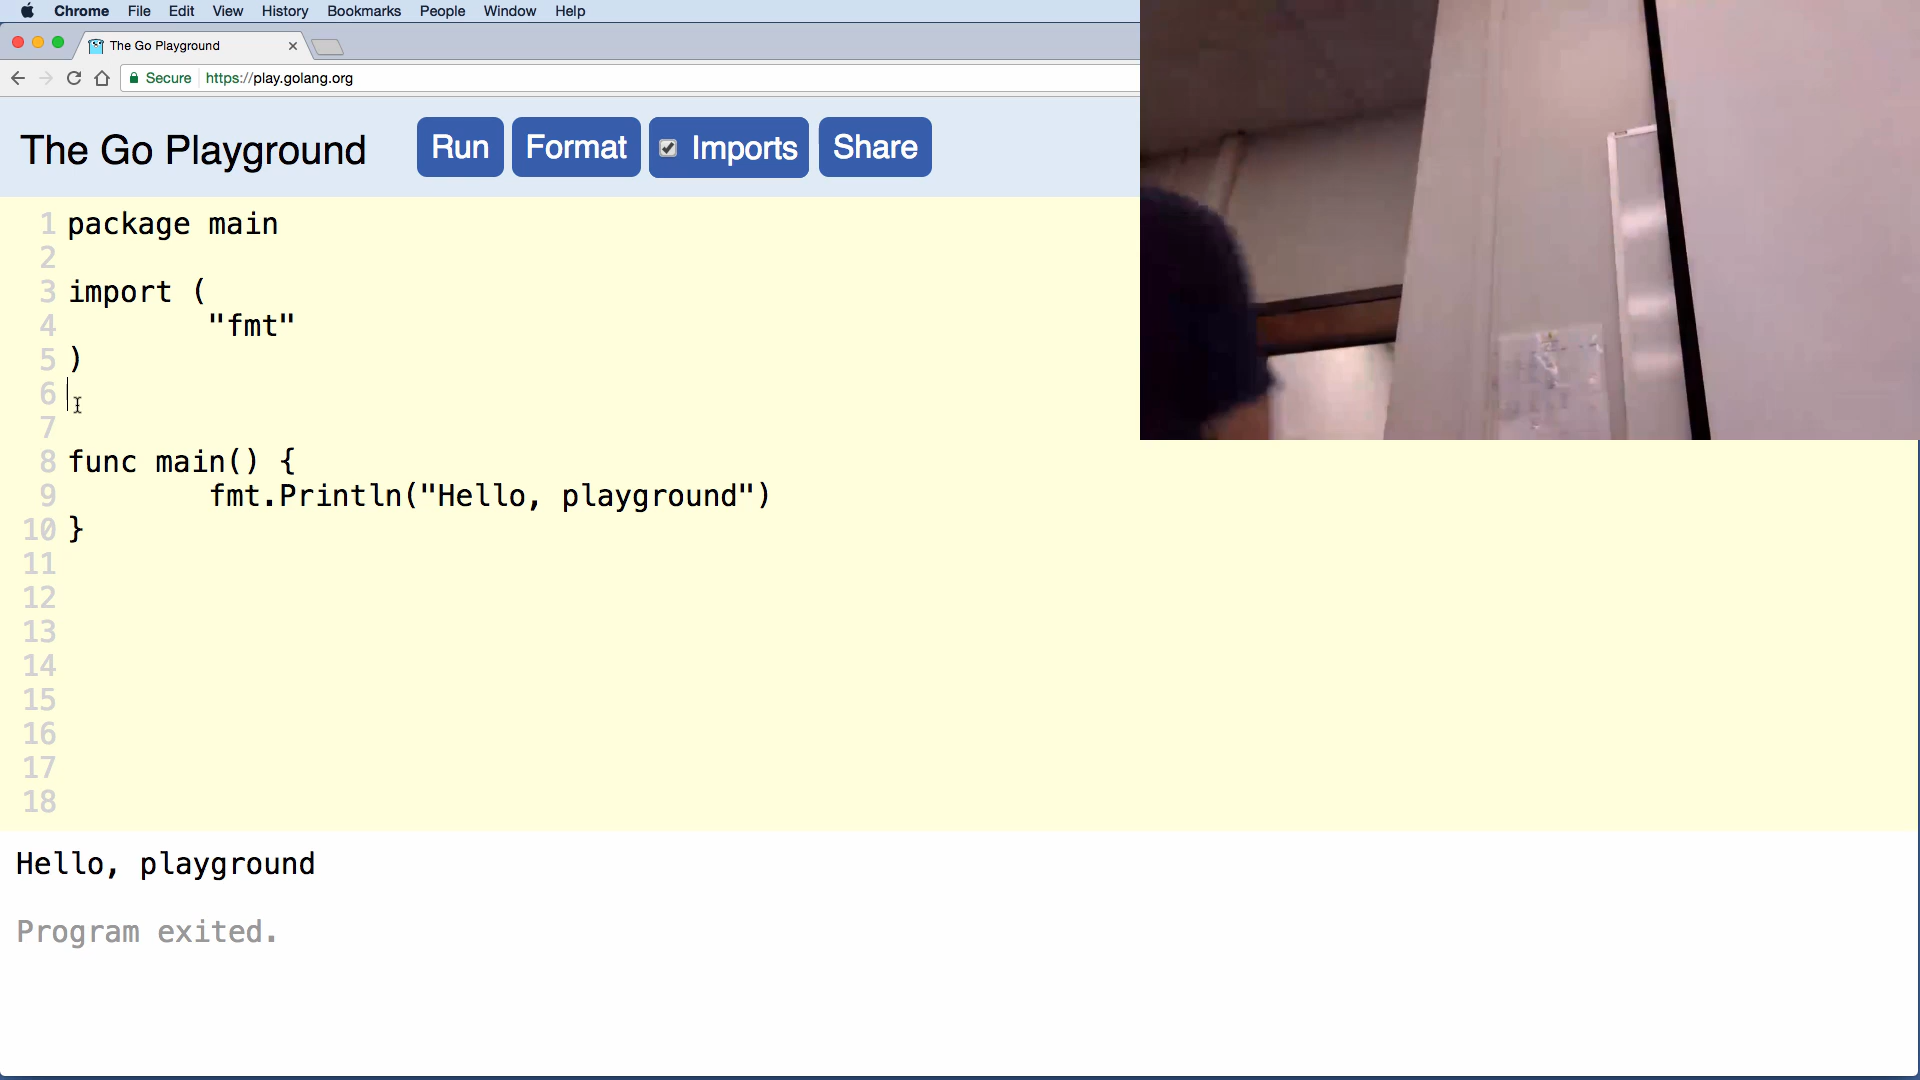 Chrome File Edit View History Bookmarks People Window Help
The Go Playground
Secure https://play.golang.org
The Go Playground Run Format Imports Share
1 package main
2
3 import (
4 "fmt"
5 )
6
7
8 func main() {
9 fmt.Println("Hello, playground")
10 }
11
12
13
14
15
16
17
18
Hello, playground
Program exited.